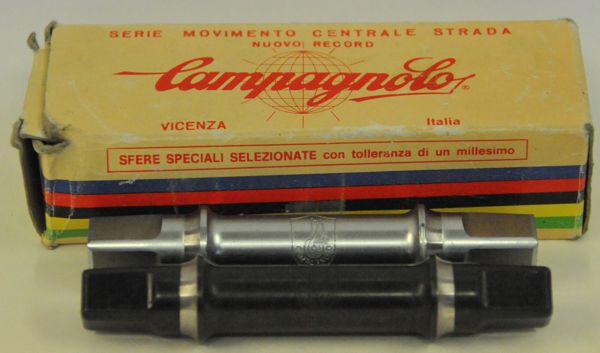 SERIE MOVIMENTO CENTRALE STRADA
NUOVO RECORD
Campagnolo®
VICENZA Italia
SFERE SPECIALI SELEZIONATE con tolleranza di un millesimo